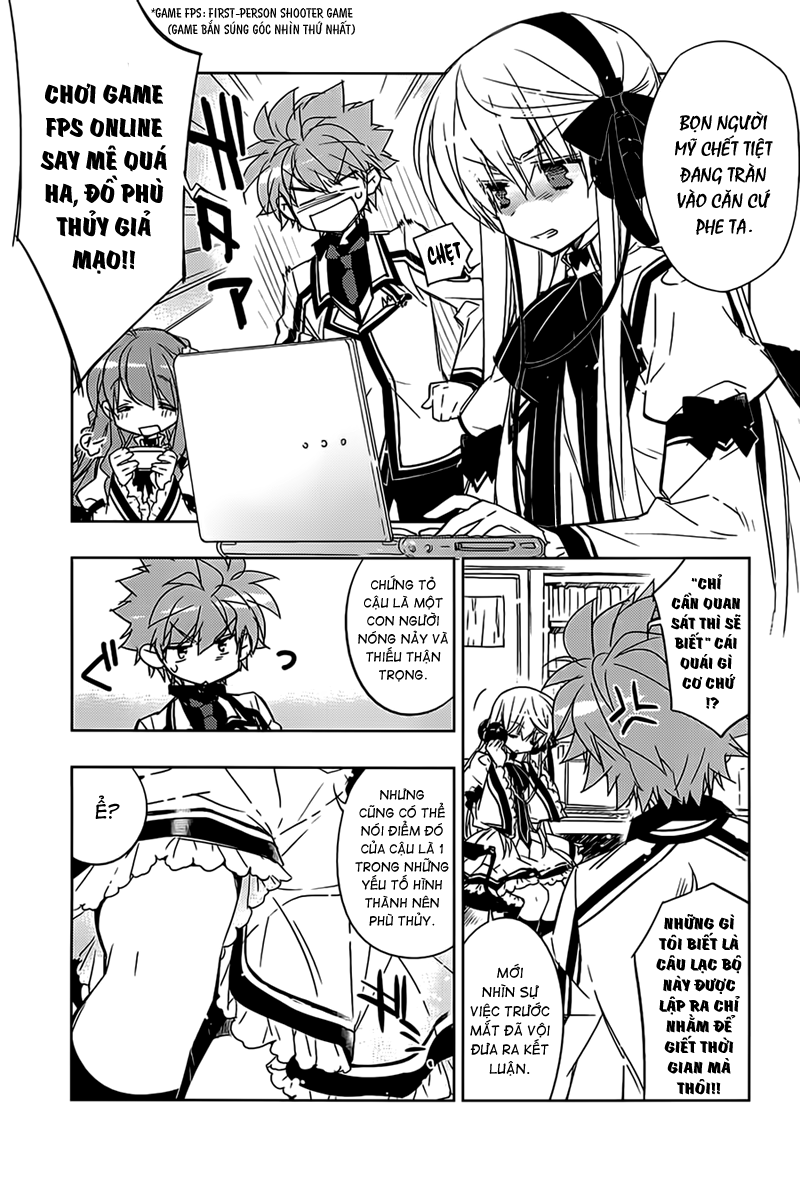 *GAME FPS: FIRST-PERSON SHOOTER GAME
(GAME BẮN SÚNG GÓC NHÌN THỨ NHẤT)
BỌN NGƯỜI
MỸ CHẾT TIỆT
ĐANG TRÀN
VÀO CĂN CỨ
PHE TA.
CHẸT
CHƠI GAME
FPS ONLINE
SAY MÊ QUÁ
HA, ĐỒ PHÙ
THỦY GIẢ
MẠO!!
"CHỈ
CẦN QUAN
SÁT THÌ SẼ
BIẾT" CÁI
QUÁI GÌ
CƠ CHỨ
!?
NHỮNG GÌ
TÔI BIẾT LÀ
CÂU LẠC BỘ
NÀY ĐƯỢC
LẬP RA CHỈ
NHẰM ĐỂ
GIẾT THỜI
GIAN MÀ
THÔI!!
MỚI
NHÌN SỰ
VIỆC TRƯỚC
MẮT ĐÃ VỘI
ĐƯA RA KẾT
LUẬN.
CHỨNG TỎ
CẬU LÀ MỘT
CON NGƯỜI
NÓNG NẢY VÀ
THIẾU THẬN
TRỌNG.
NHƯNG
CŨNG CÓ THỂ
NÓI ĐIỂM ĐÓ
CỦA CẬU LÀ 1
TRONG NHỮNG
YẾU TỐ HÌNH
THÀNH NÊN
PHÙ THỦY.
Ể?